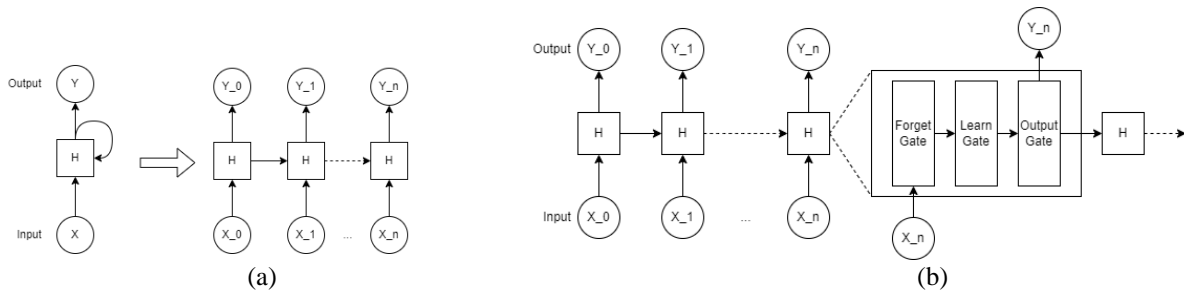 Output Y Y_0 Y_1 Y_n
H H H H
Input X X_0 X_1 ... X_n
(a)
Output Y_0 Y_1 Y_n Y_n
H H H Forget Gate Learn Gate Output Gate H
Input X_0 X_1 ... X_n X_n
(b)